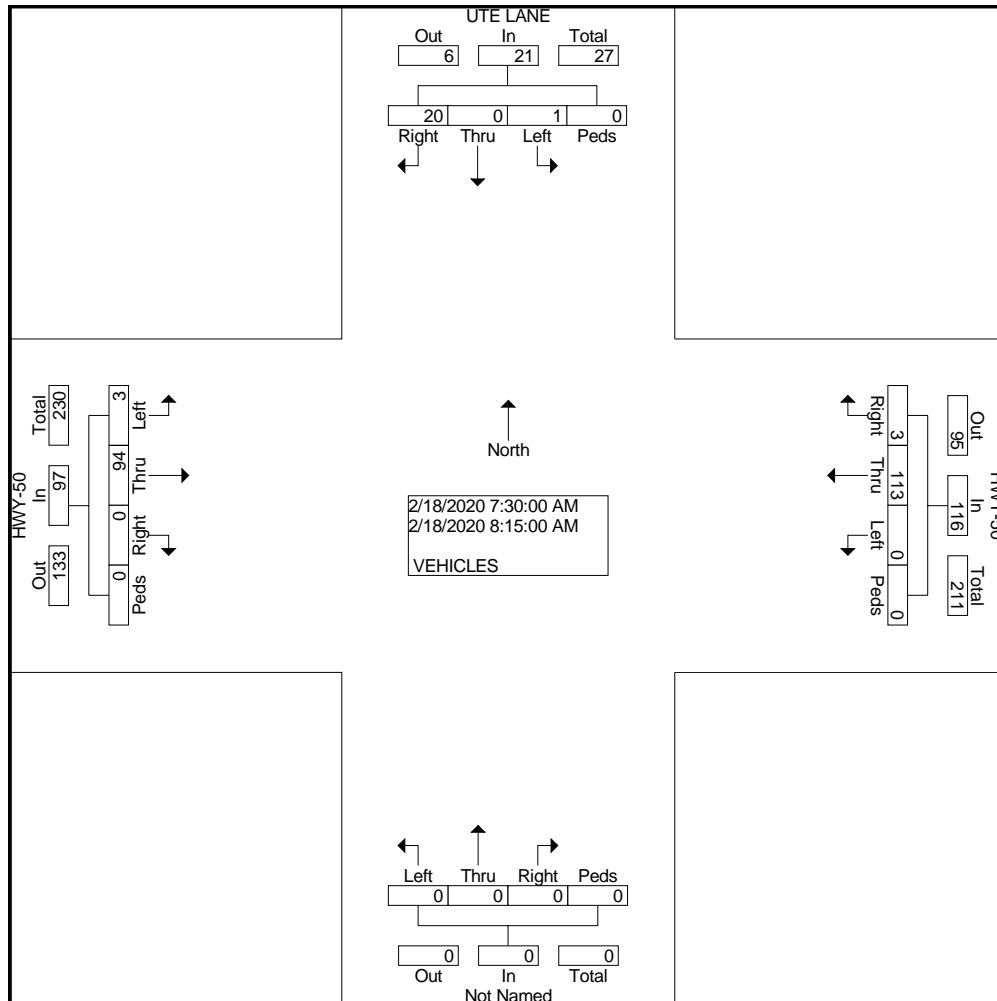 UTE LANE
Out In Total
6 21 27
20 0 1 0
Right Thru Left Peds
HWY-50
Total In Out
230 97 133
3 94 0 0
Left Thru Right Peds
North
2/18/2020 7:30:00 AM
2/18/2020 8:15:00 AM
VEHICLES
Right Thru Left Peds
3 113 0 0
Out In Total
95 116 211
HWY-50
Left Thru Right Peds
0 0 0 0
0 0 0
Out In Total
Not Named